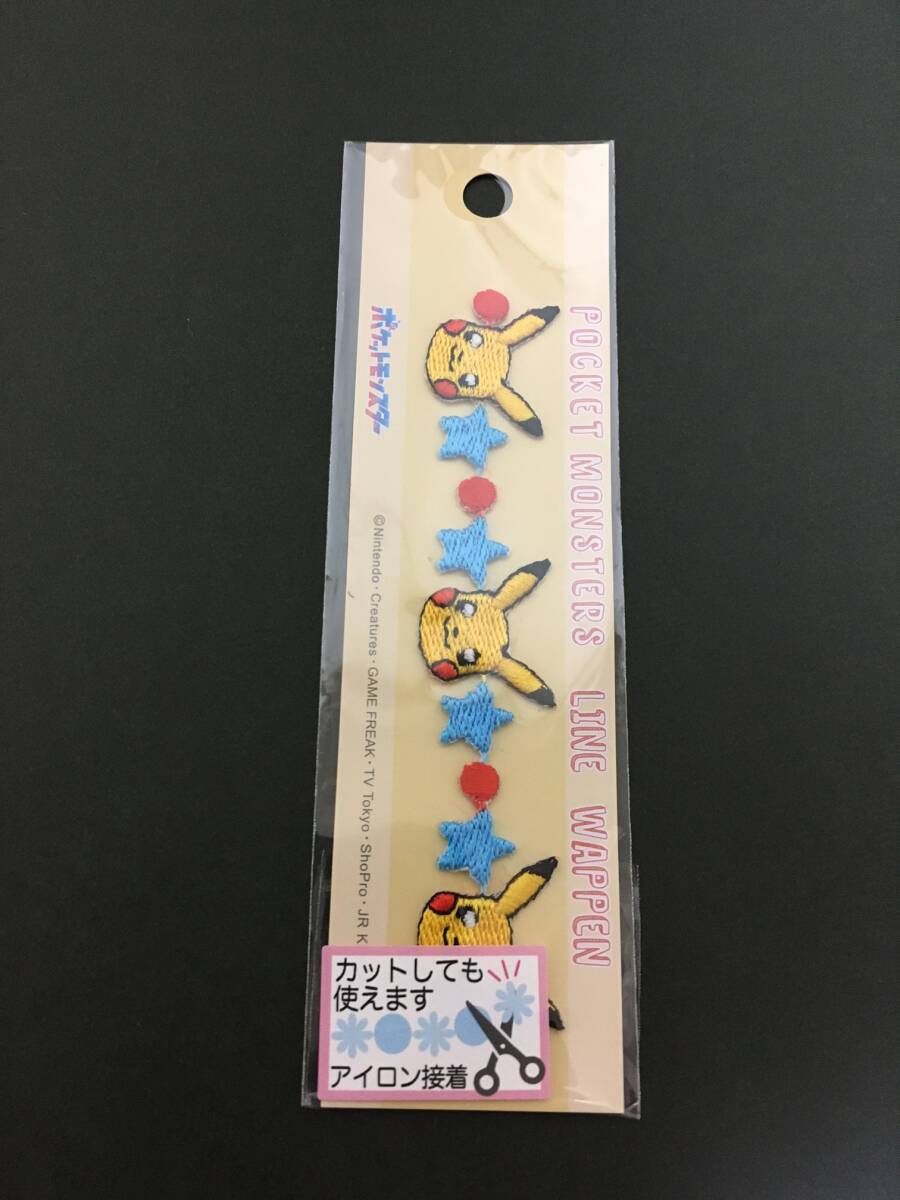 ポケットモンスター
POCKET MONSTERS LINE WAPPEN
©Nintendo・Creatures・GAME FREAK・TV Tokyo・ShoPro・JR K
カットしても
使えます
アイロン接着